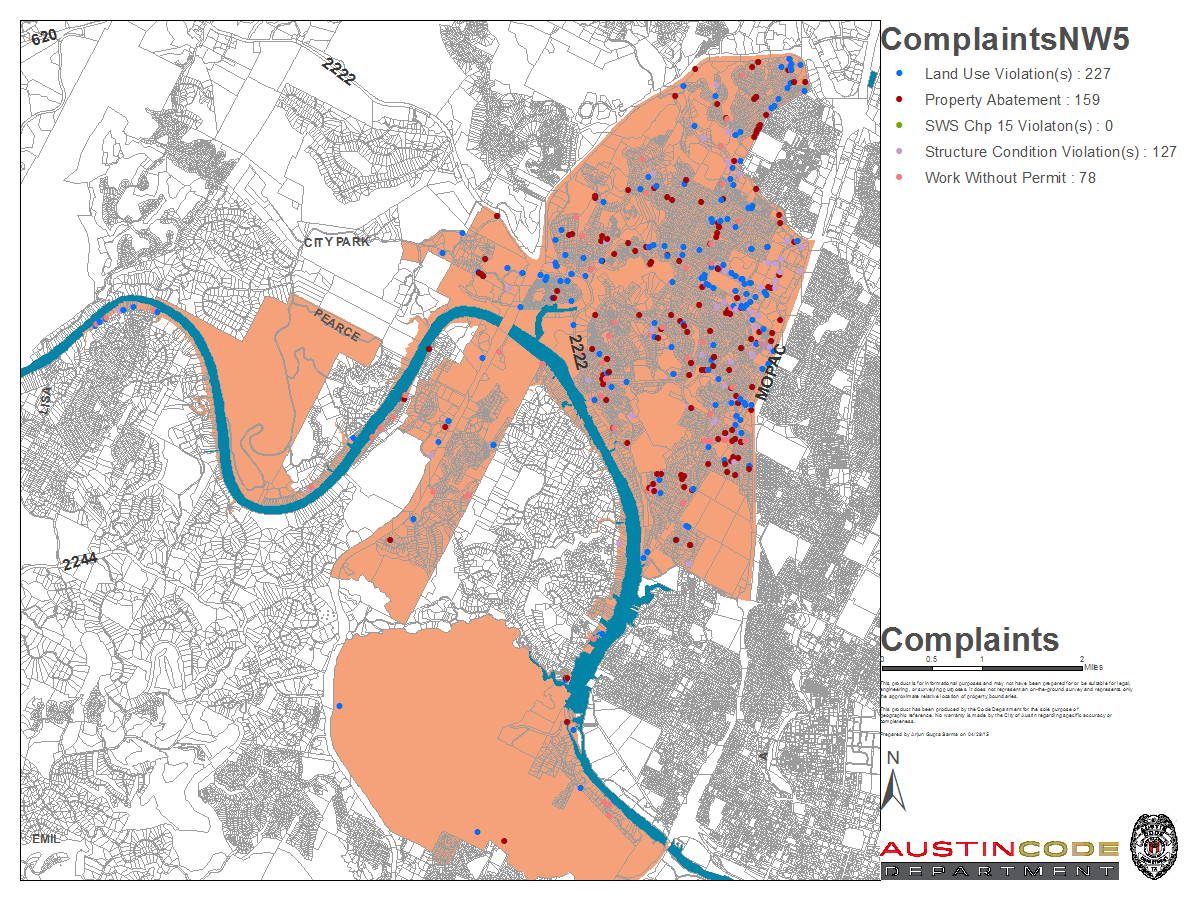 620
2222
CITY PARK
PEARCE
2222
MOPAC
LISA
2244
EMIL
A
ComplaintsNW5
Land Use Violation(s) : 227
Property Abatement : 159
SWS Chp 15 Violaton(s) : 0
Structure Condition Violation(s) : 127
Work Without Permit : 78
Complaints
0 0.5 1 2
Miles
This product is for informational purposes and may not have been prepared for or be suitable for legal,
engineering, or surveying purposes. It does not represent an on-the-ground survey and represents only
the approximate relative location of property boundaries.
This product has been produced by the Code Department for the sole purpose of
geographic reference. No warranty is made by the City of Austin regarding specific accuracy or
completeness.
Prepared by Arjun Gupta Sarma on 04/28/15
N
AUSTINCODE
DEPARTMENT